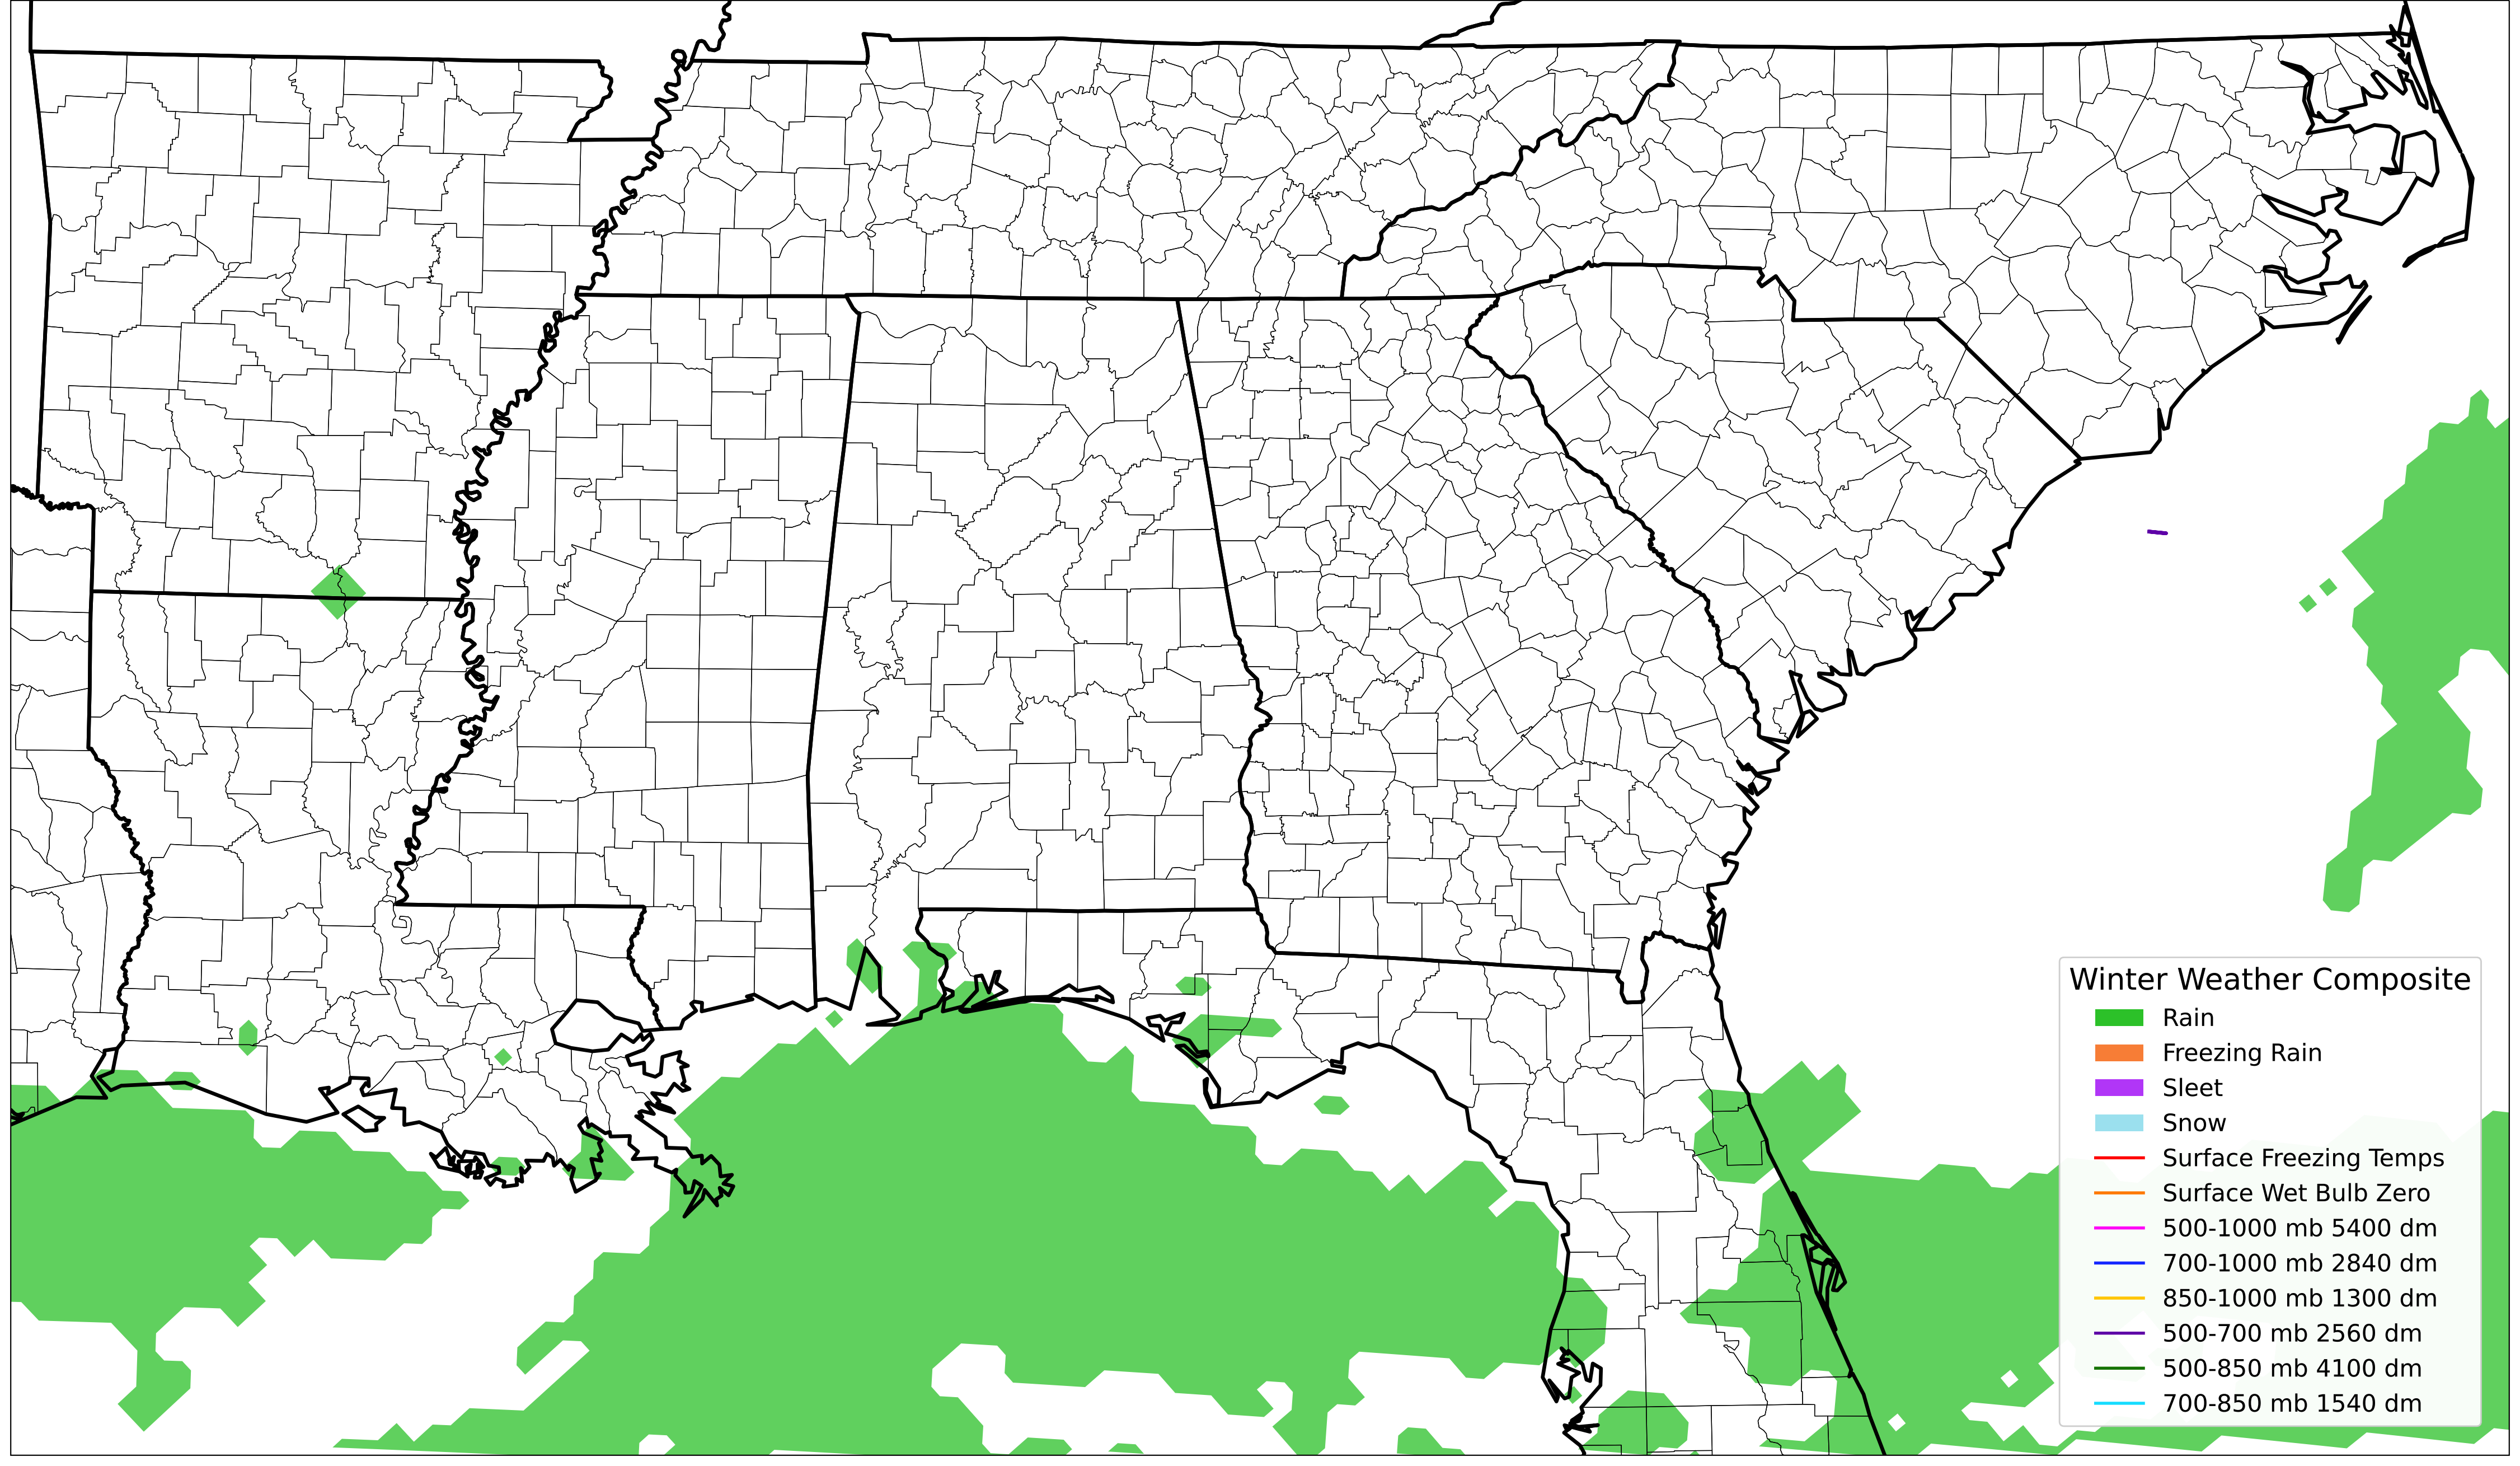 Winter Weather Composite
Rain
Freezing Rain
Sleet
Snow
Surface Freezing Temps
Surface Wet Bulb Zero
500-1000 mb 5400 dm
700-1000 mb 2840 dm
850-1000 mb 1300 dm
500-700 mb 2560 dm
500-850 mb 4100 dm
700-850 mb 1540 dm